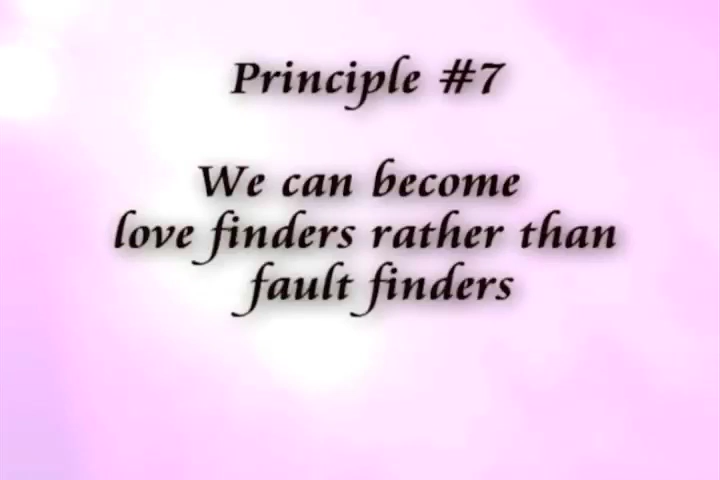 Principle #7
We can become
love finders rather than
fault finders